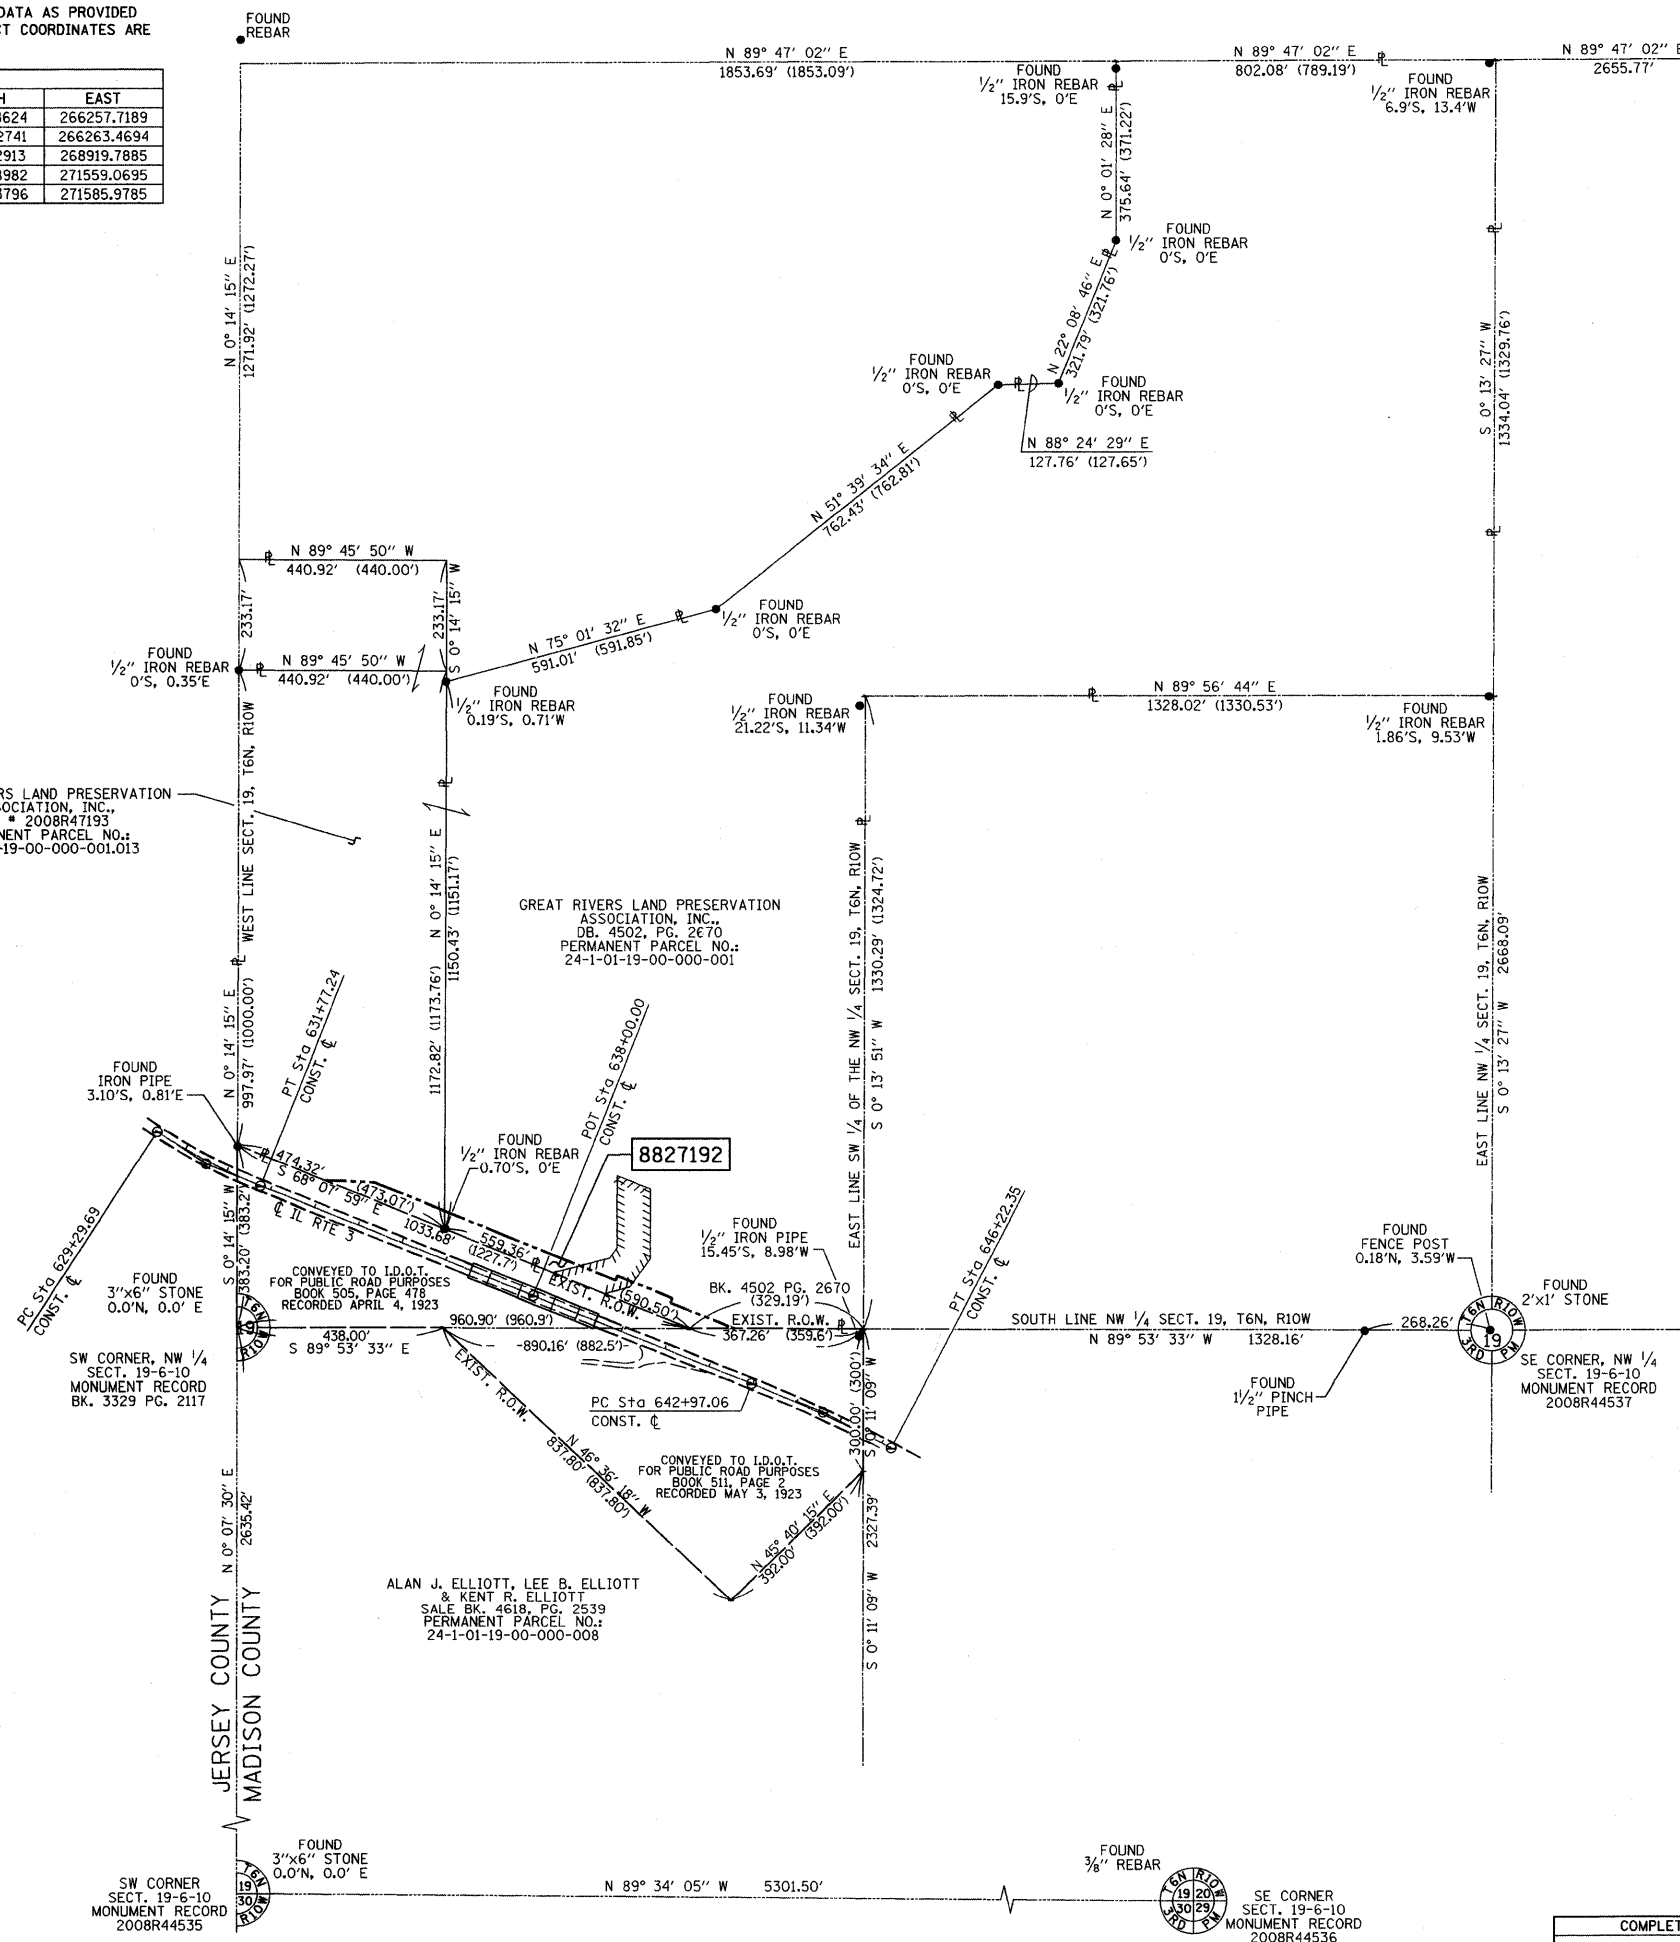 DATA AS PROVIDED
CT COORDINATES ARE
H EAST
624 266257.7189
2741 266263.4694
2913 268919.7885
982 271559.0695
796 271585.9785
FOUND
REBAR
N 89° 47' 02" E
1853.69' (1853.09')
FOUND
1/2" IRON REBAR
15.9'S, 0'E
N 89° 47' 02" E
802.08' (789.19')
FOUND
1/2" IRON REBAR
6.9'S, 13.4'W
N 89° 47' 02" E
2655.77'
N 0° 01' 28" E
375.64' (371.22')
FOUND
1/2" IRON REBAR
0'S, 0'E
N 22° 08' 46" E
321.79' (321.76')
FOUND
1/2" IRON REBAR
0'S, 0'E
FOUND
1/2" IRON REBAR
0'S, 0'E
N 88° 24' 29" E
127.76' (127.65')
N 0° 14' 15" E
1271.92' (1272.27')
S 0° 13' 27" W
1334.04' (1329.76')
N 51° 39' 34" E
762.43' (762.81')
N 89° 45' 50" W
440.92' (440.00')
233.17'
233.17'
S 0° 14' 15" W
FOUND
1/2" IRON REBAR
0'S, 0'E
N 75° 01' 32" E
591.01' (591.85')
FOUND
1/2" IRON REBAR
0'S, 0.35'E
N 89° 45' 50" W
440.92' (440.00')
FOUND
1/2" IRON REBAR
0.19'S, 0.71'W
FOUND
1/2" IRON REBAR
21.22'S, 11.34'W
N 89° 56' 44" E
1328.02' (1330.53')
FOUND
1/2" IRON REBAR
1.86'S, 9.53'W
RS LAND PRESERVATION
SOCIATION, INC.,
# 2008R47193
NENT PARCEL NO.:
-19-00-000-001.013
WEST LINE SECT. 19, T6N, R10W
N 0° 14' 15" E
997.97' (1000.00')
N 0° 14' 15" E
1150.43' (1151.17')
1172.82' (1173.76')
GREAT RIVERS LAND PRESERVATION
ASSOCIATION, INC.,
DB. 4502, PG. 2670
PERMANENT PARCEL NO.:
24-1-01-19-00-000-001
EAST LINE SW 1/4 OF THE NW 1/4 SECT. 19, T6N, R10W
S 0° 13' 51" W 1330.29' (1324.72')
EAST LINE NW 1/4 SECT. 19, T6N, R10W
S 0° 13' 27" W 2668.09'
PT Sta 631+77.24
CONST. ℄
POT Sta 638+00.00
CONST. ℄
FOUND
IRON PIPE
3.10'S, 0.81'E
FOUND
1/2" IRON REBAR
0.70'S, 0'E
8827192
474.32'
(473.07')
S 68° 07' 59" E
1033.68'
(1227.7')
559.36'
(590.50')
EXIST. R.O.W.
℄ IL RTE 3
S 0° 14' 15" W
383.20' (383.2')
PC Sta 629+29.69
CONST. ℄
FOUND
3"x6" STONE
0.0'N, 0.0' E
CONVEYED TO I.D.O.T.
FOR PUBLIC ROAD PURPOSES
BOOK 505, PAGE 478
RECORDED APRIL 4, 1923
FOUND
1/2" IRON PIPE
15.45'S, 8.98'W
BK. 4502 PG. 2670
(329.19')
EXIST. R.O.W.
367.26' (359.6')
PT Sta 646+22.35
CONST. ℄
FOUND
FENCE POST
0.18'N, 3.59'W
FOUND
2'x1' STONE
T6N R10W
19
3RD PM
SOUTH LINE NW 1/4 SECT. 19, T6N, R10W
N 89° 53' 33" W 1328.16'
268.26'
T6N
19
R10W
960.90' (960.9')
438.00'
S 89° 53' 33" E
890.16' (882.5')
SW CORNER, NW 1/4
SECT. 19-6-10
MONUMENT RECORD
BK. 3329 PG. 2117
EXIST. R.O.W.
PC Sta 642+97.06
CONST. ℄
FOUND
1 1/2" PINCH
PIPE
SE CORNER, NW 1/4
SECT. 19-6-10
MONUMENT RECORD
2008R44537
300.00' (300')
S 0° 11' 09" W
N 46° 36' 18" W
837.80' (837.80')
CONVEYED TO I.D.O.T.
FOR PUBLIC ROAD PURPOSES
BOOK 511, PAGE 2
RECORDED MAY 3, 1923
N 45° 40' 15" E
392.00' (392.00')
S 0° 11' 09" W 2327.39'
N 0° 07' 30" E
2635.42'
ALAN J. ELLIOTT, LEE B. ELLIOTT
& KENT R. ELLIOTT
SALE BK. 4618, PG. 2539
PERMANENT PARCEL NO.:
24-1-01-19-00-000-008
JERSEY COUNTY
MADISON COUNTY
FOUND
3"x6" STONE
0.0'N, 0.0' E
T6N
19
30
R10W
SW CORNER
SECT. 19-6-10
MONUMENT RECORD
2008R44535
N 89° 34' 05" W 5301.50'
FOUND
3/8" REBAR
T6N R10W
19 20
30 29
3RD PM
SE CORNER
SECT. 19-6-10
MONUMENT RECORD
2008R44536
COMPLET